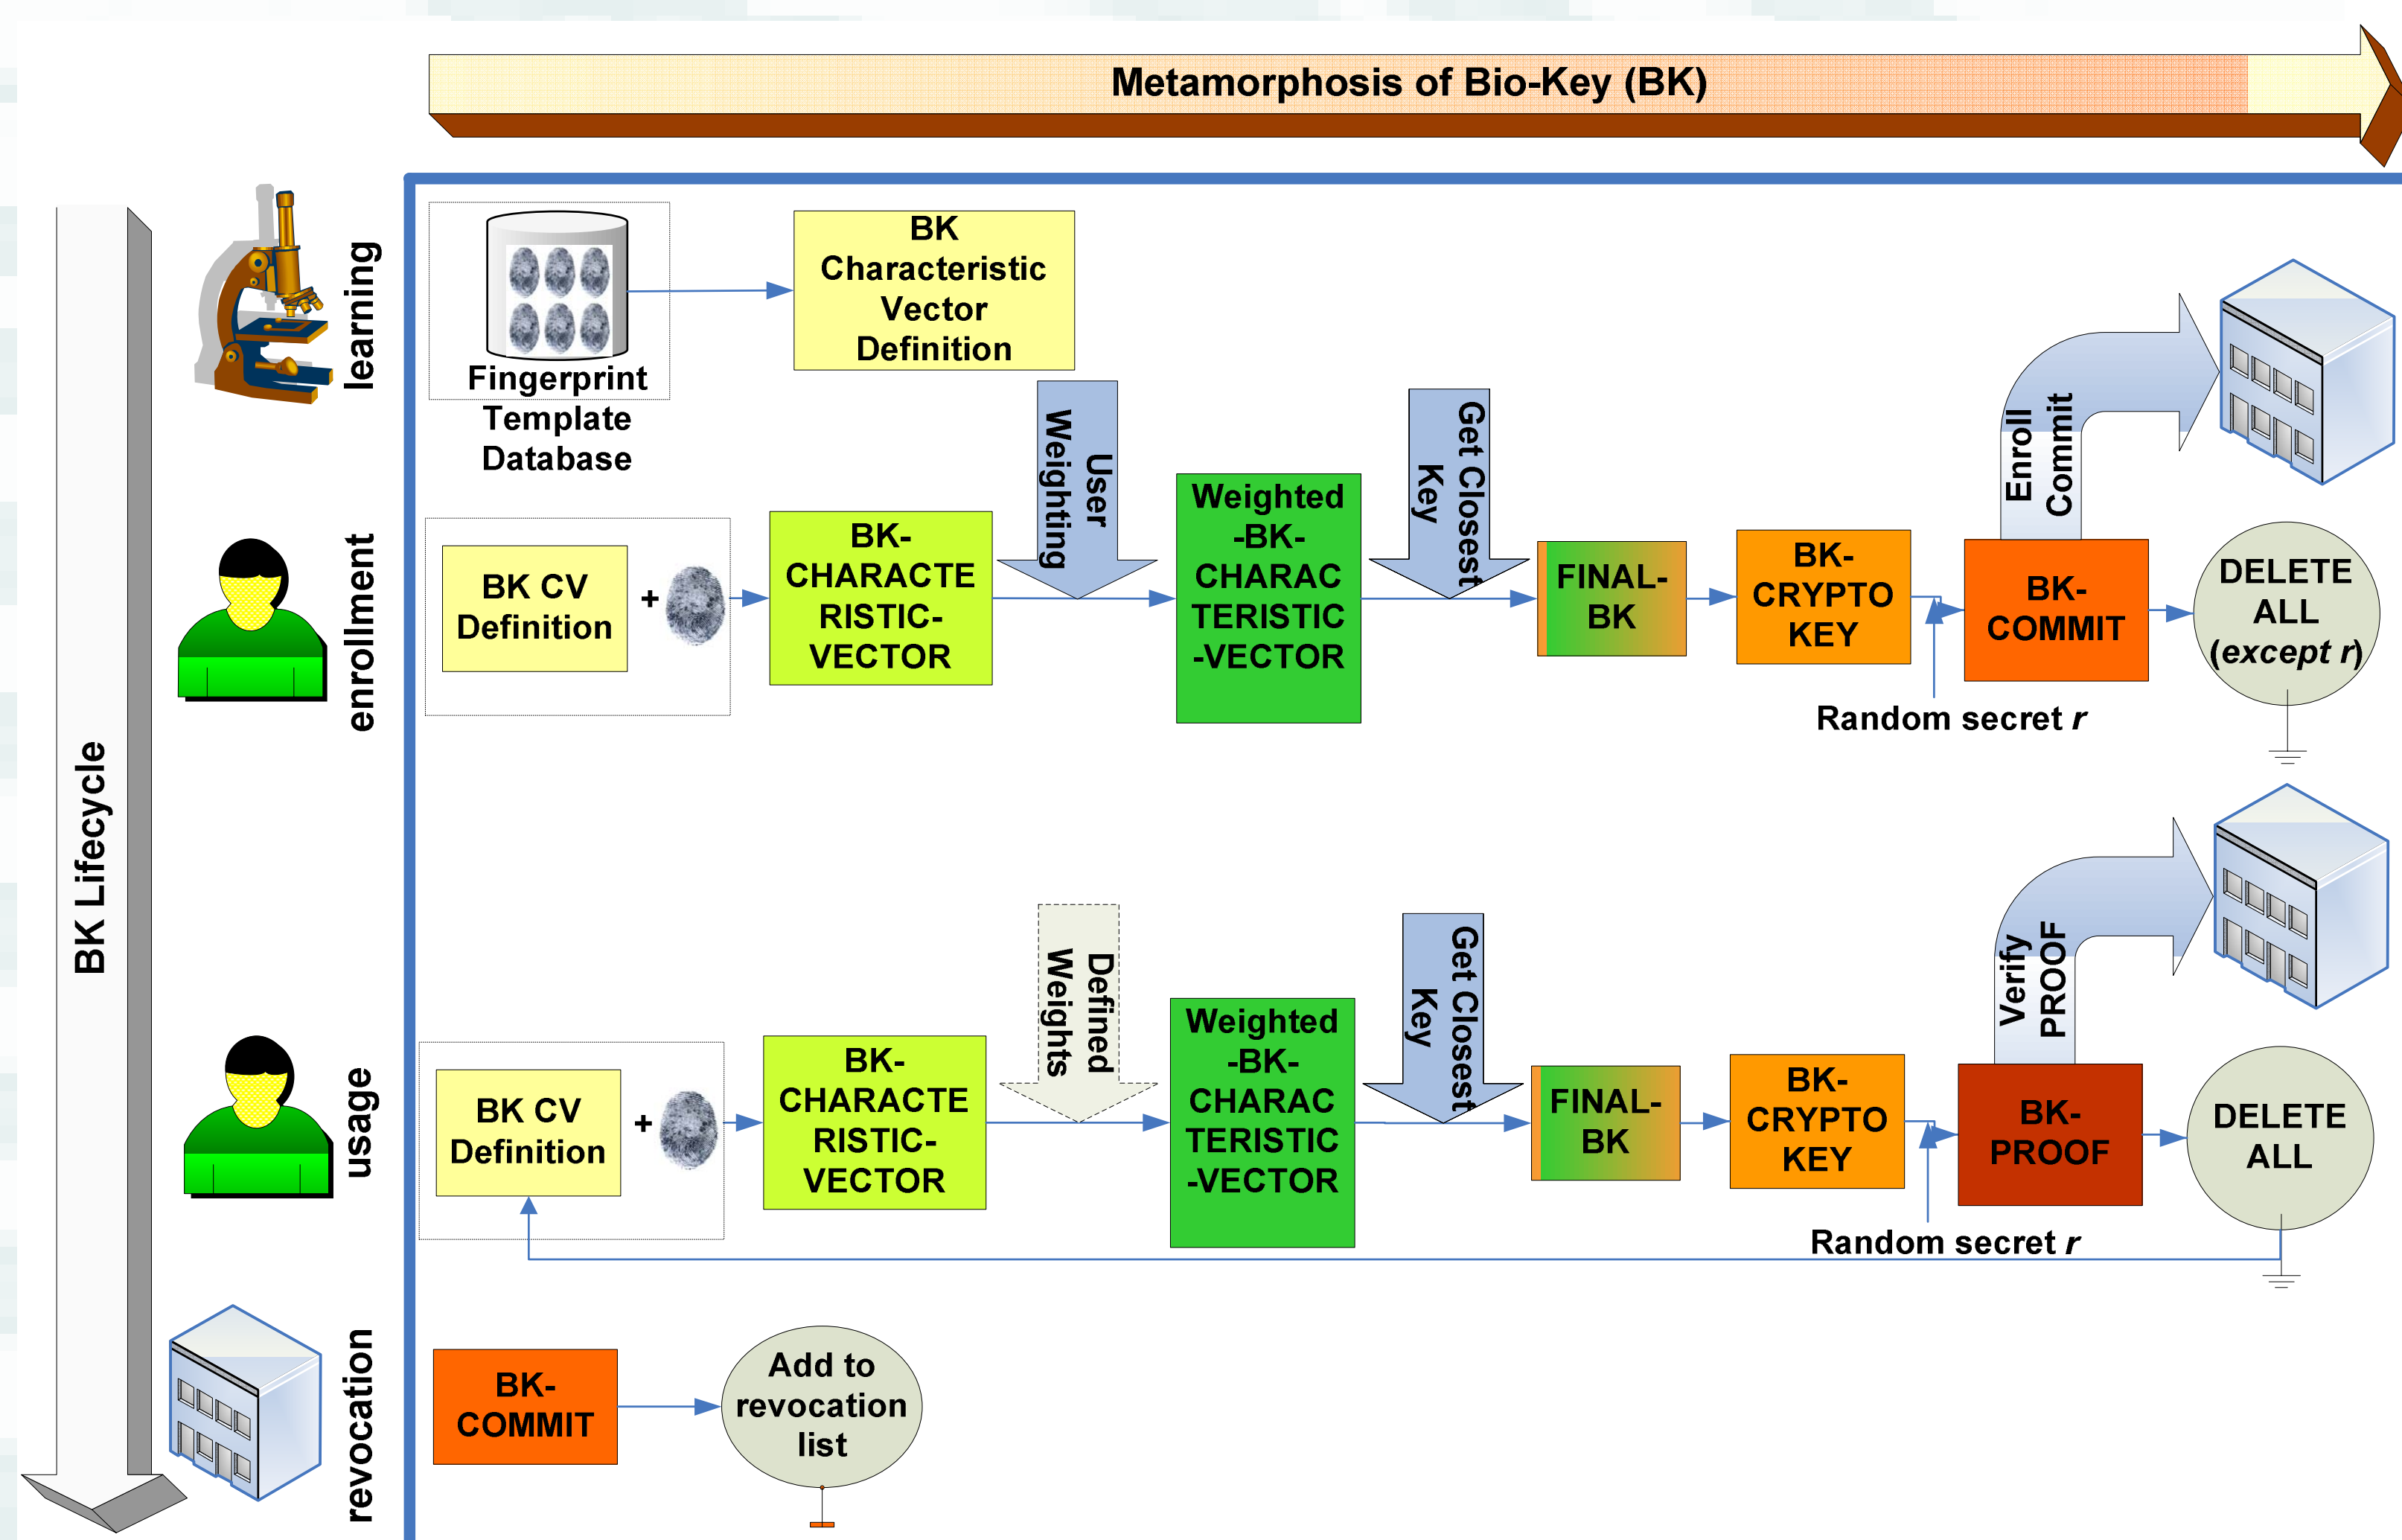 Metamorphosis of Bio-Key (BK)
BK Lifecycle
learning
Fingerprint
Template
Database
BK
Characteristic
Vector
Definition
enrollment
BK CV
Definition
+
BK-
CHARACTE
RISTIC-
VECTOR
User
Weighting
Weighted
-BK-
CHARAC
TERISTIC
-VECTOR
Get Closest
Key
FINAL-
BK
BK-
CRYPTO
KEY
Random secret r
BK-
COMMIT
Enroll
Commit
DELETE
ALL
(except r)
usage
BK CV
Definition
+
BK-
CHARACTE
RISTIC-
VECTOR
Defined
Weights
Weighted
-BK-
CHARAC
TERISTIC
-VECTOR
Get Closest
Key
FINAL-
BK
BK-
CRYPTO
KEY
Random secret r
BK-
PROOF
Verify
PROOF
DELETE
ALL
revocation
BK-
COMMIT
Add to
revocation
list